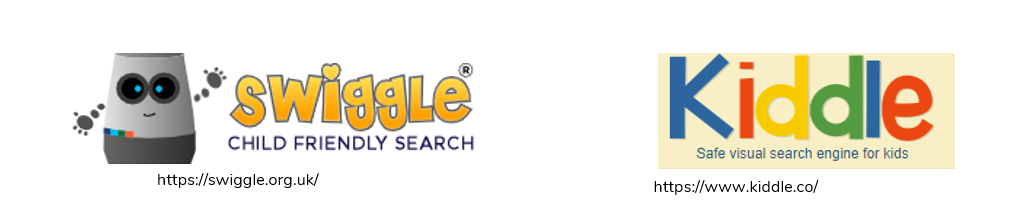 swiggle®
CHILD FRIENDLY SEARCH
https://swiggle.org.uk/
Kiddle
Safe visual search engine for kids
https://www.kiddle.co/